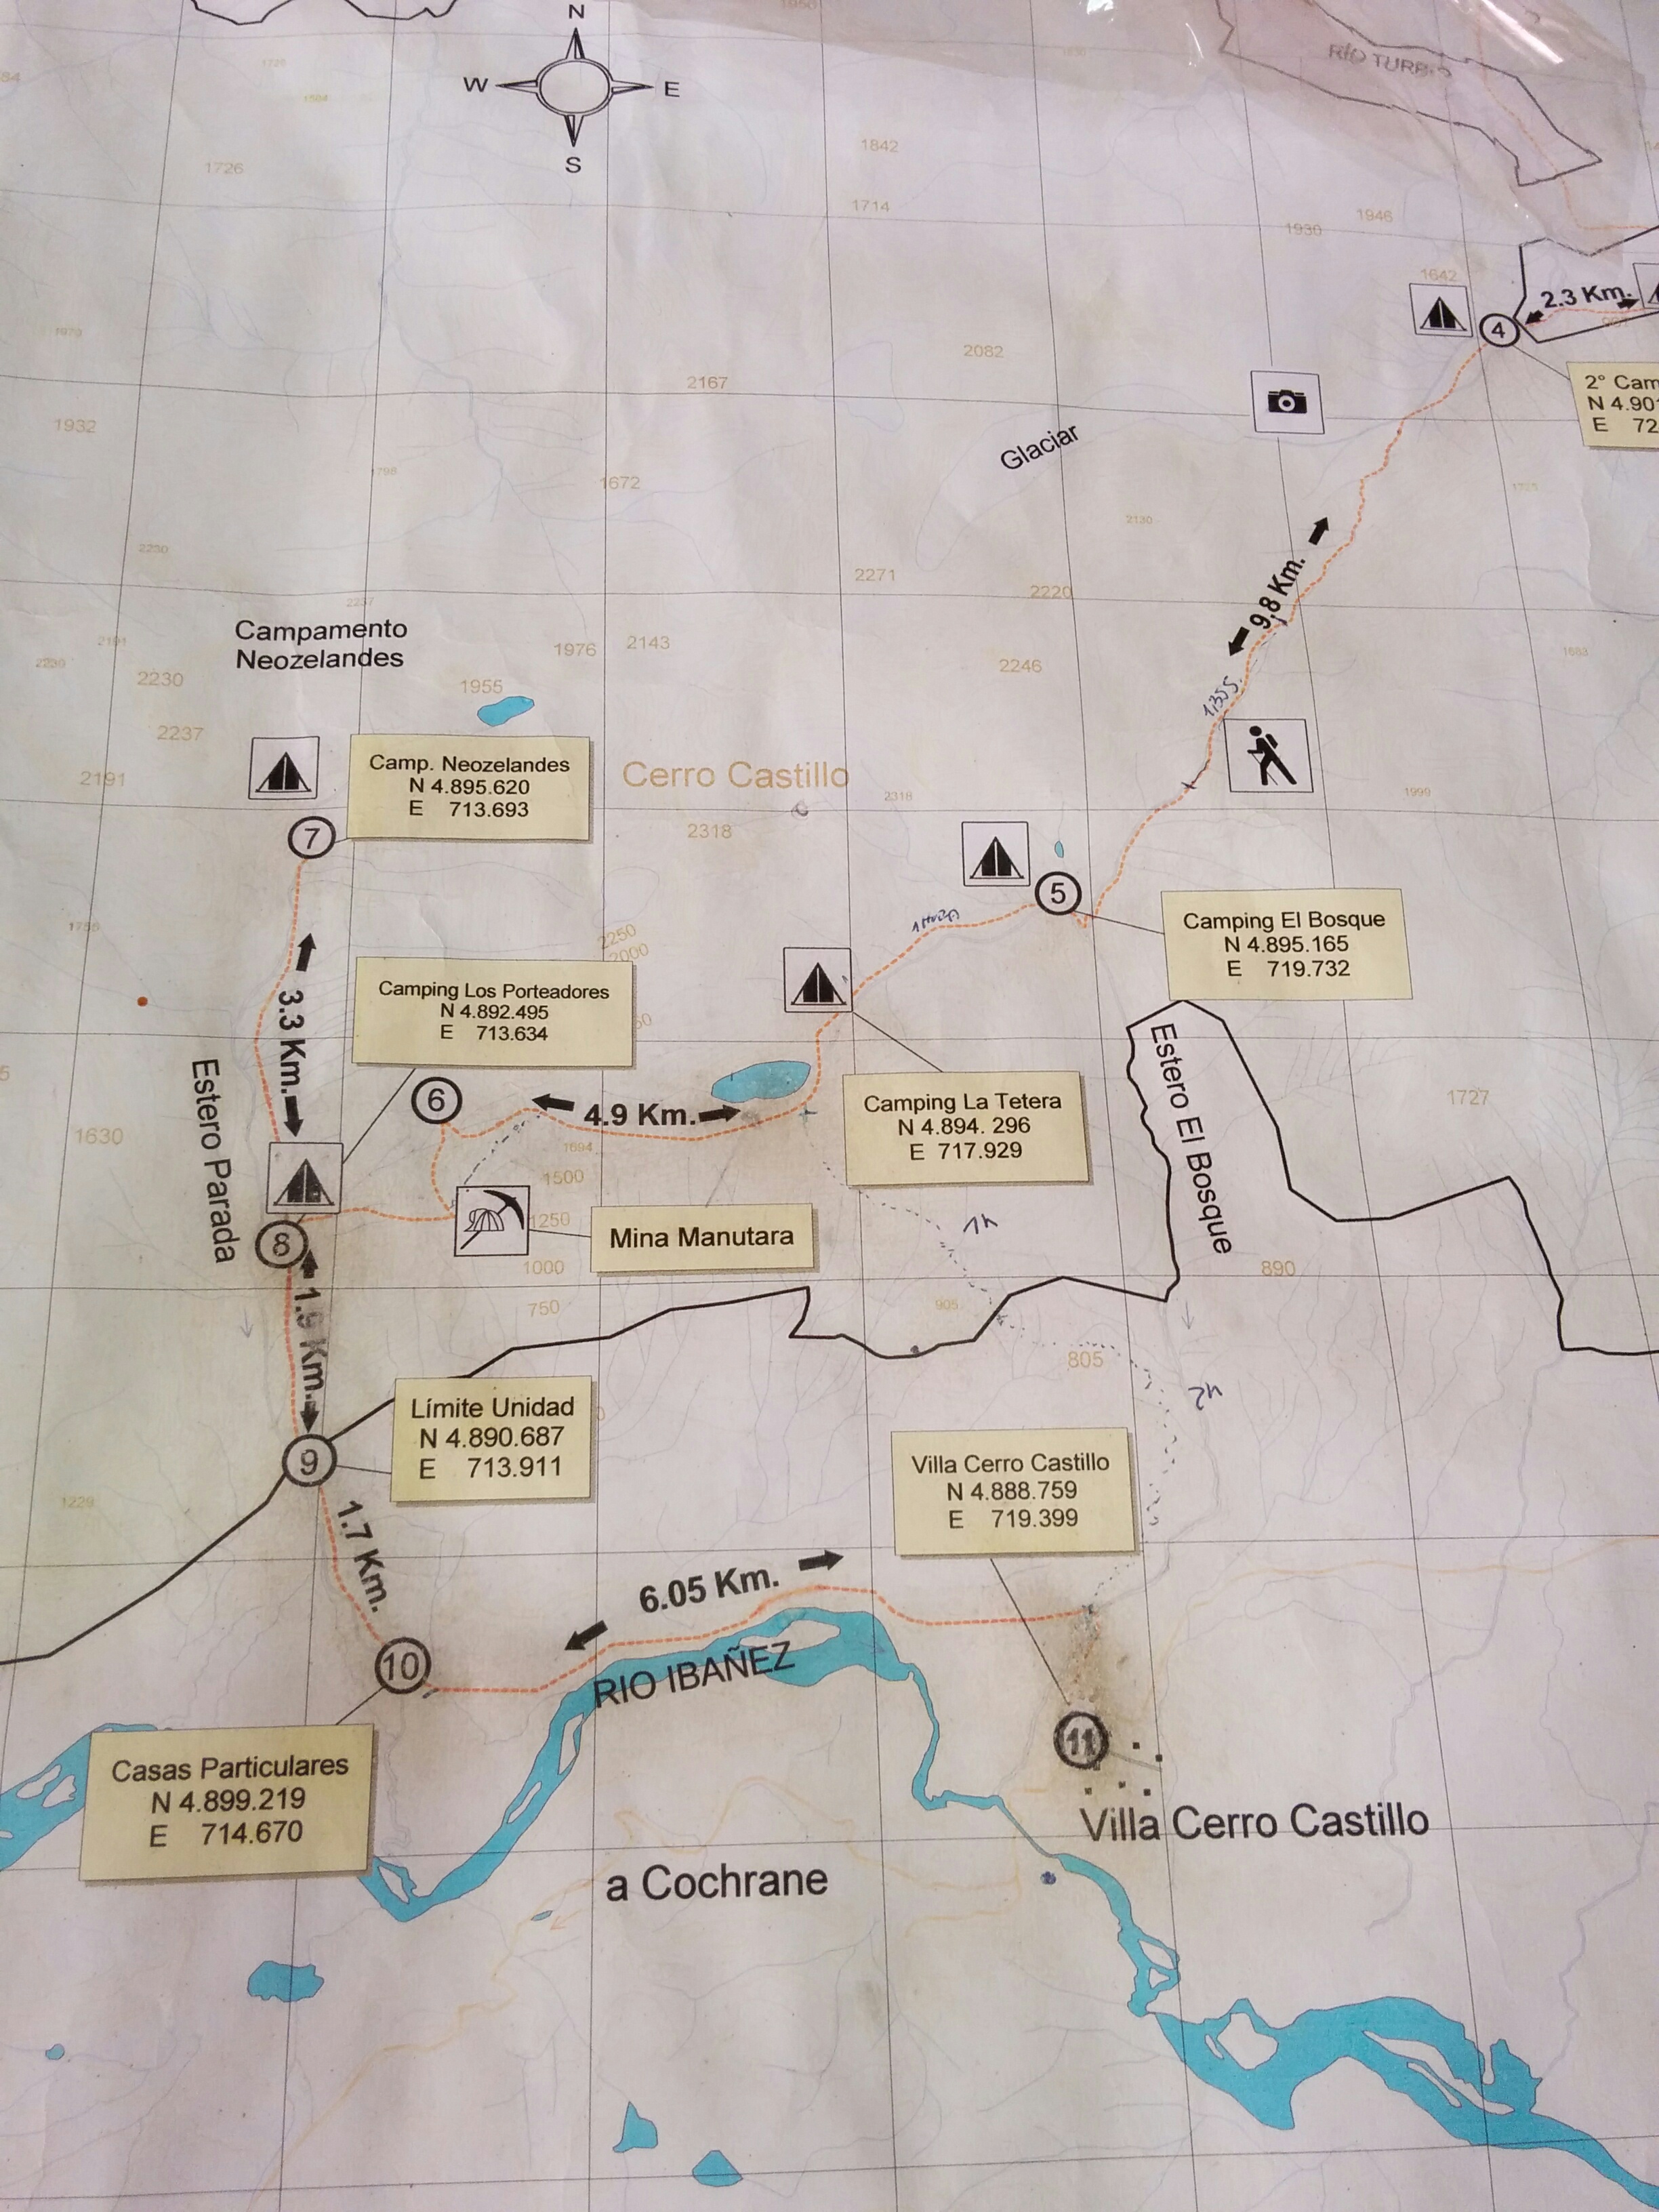 N
W
E
S
RÍO TURBIO
1726
1504
1842
1714
1930
1946
1642
4
2.3 Km.
2° Cam
N 4.901
E 72
2082
2167
1932
1672
Glaciar
2130
2271
2220
9,8 Km.
2250
Campamento
Neozelandes
1976
2143
2246
1683
2230
1955
2237
2191
Camp. Neozelandes
N 4.895.620
E 713.693
Cerro Castillo
2318
2318
1999
7
5
Camping El Bosque
N 4.895.165
E 719.732
2250
2000
Camping Los Porteadores
N 4.892.495
E 713.634
3.3 Km.
Estero Parada
6
4.9 Km.
Camping La Tetera
N 4.894. 296
E 717.929
Estero El Bosque
1727
1630
1694
1500
1250
Mina Manutara
8
1000
750
890
905
805
1.9 Km.
Límite Unidad
N 4.890.687
E 713.911
9
1229
Villa Cerro Castillo
N 4.888.759
E 719.399
1.7 Km.
6.05 Km.
10
RIO IBAÑEZ
11
Casas Particulares
N 4.899.219
E 714.670
Villa Cerro Castillo
a Cochrane